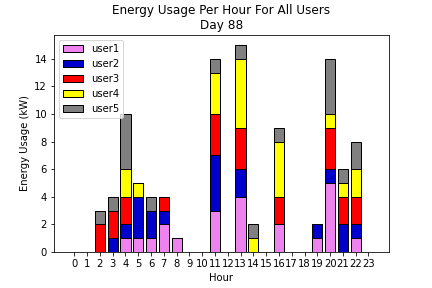 Energy Usage Per Hour For All Users
Day 88
user1
user2
user3
user4
user5
14
12
10
8
6
4
2
0
Energy Usage (kW)
0 1 2 3 4 5 6 7 8 9 10 11 12 13 14 15 16 17 18 19 20 21 22 23
Hour